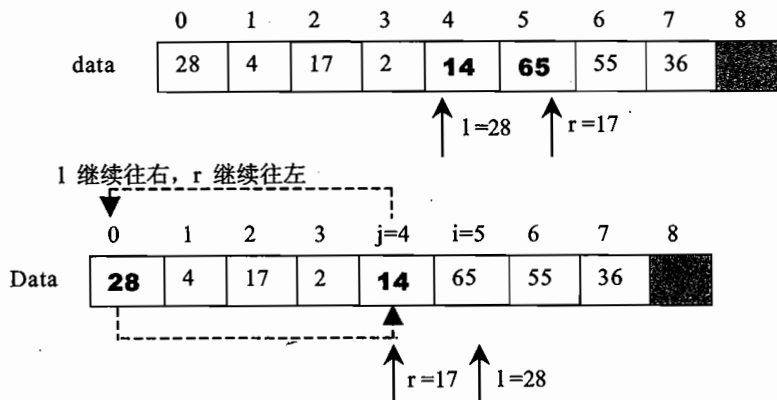 0 1 2 3 4 5 6 7 8
data 28 4 17 2 14 65 55 36
l =28 r =17
l 继续往右，r 继续往左
0 1 2 3 j=4 i=5 6 7 8
Data 28 4 17 2 14 65 55 36
r =17 l =28